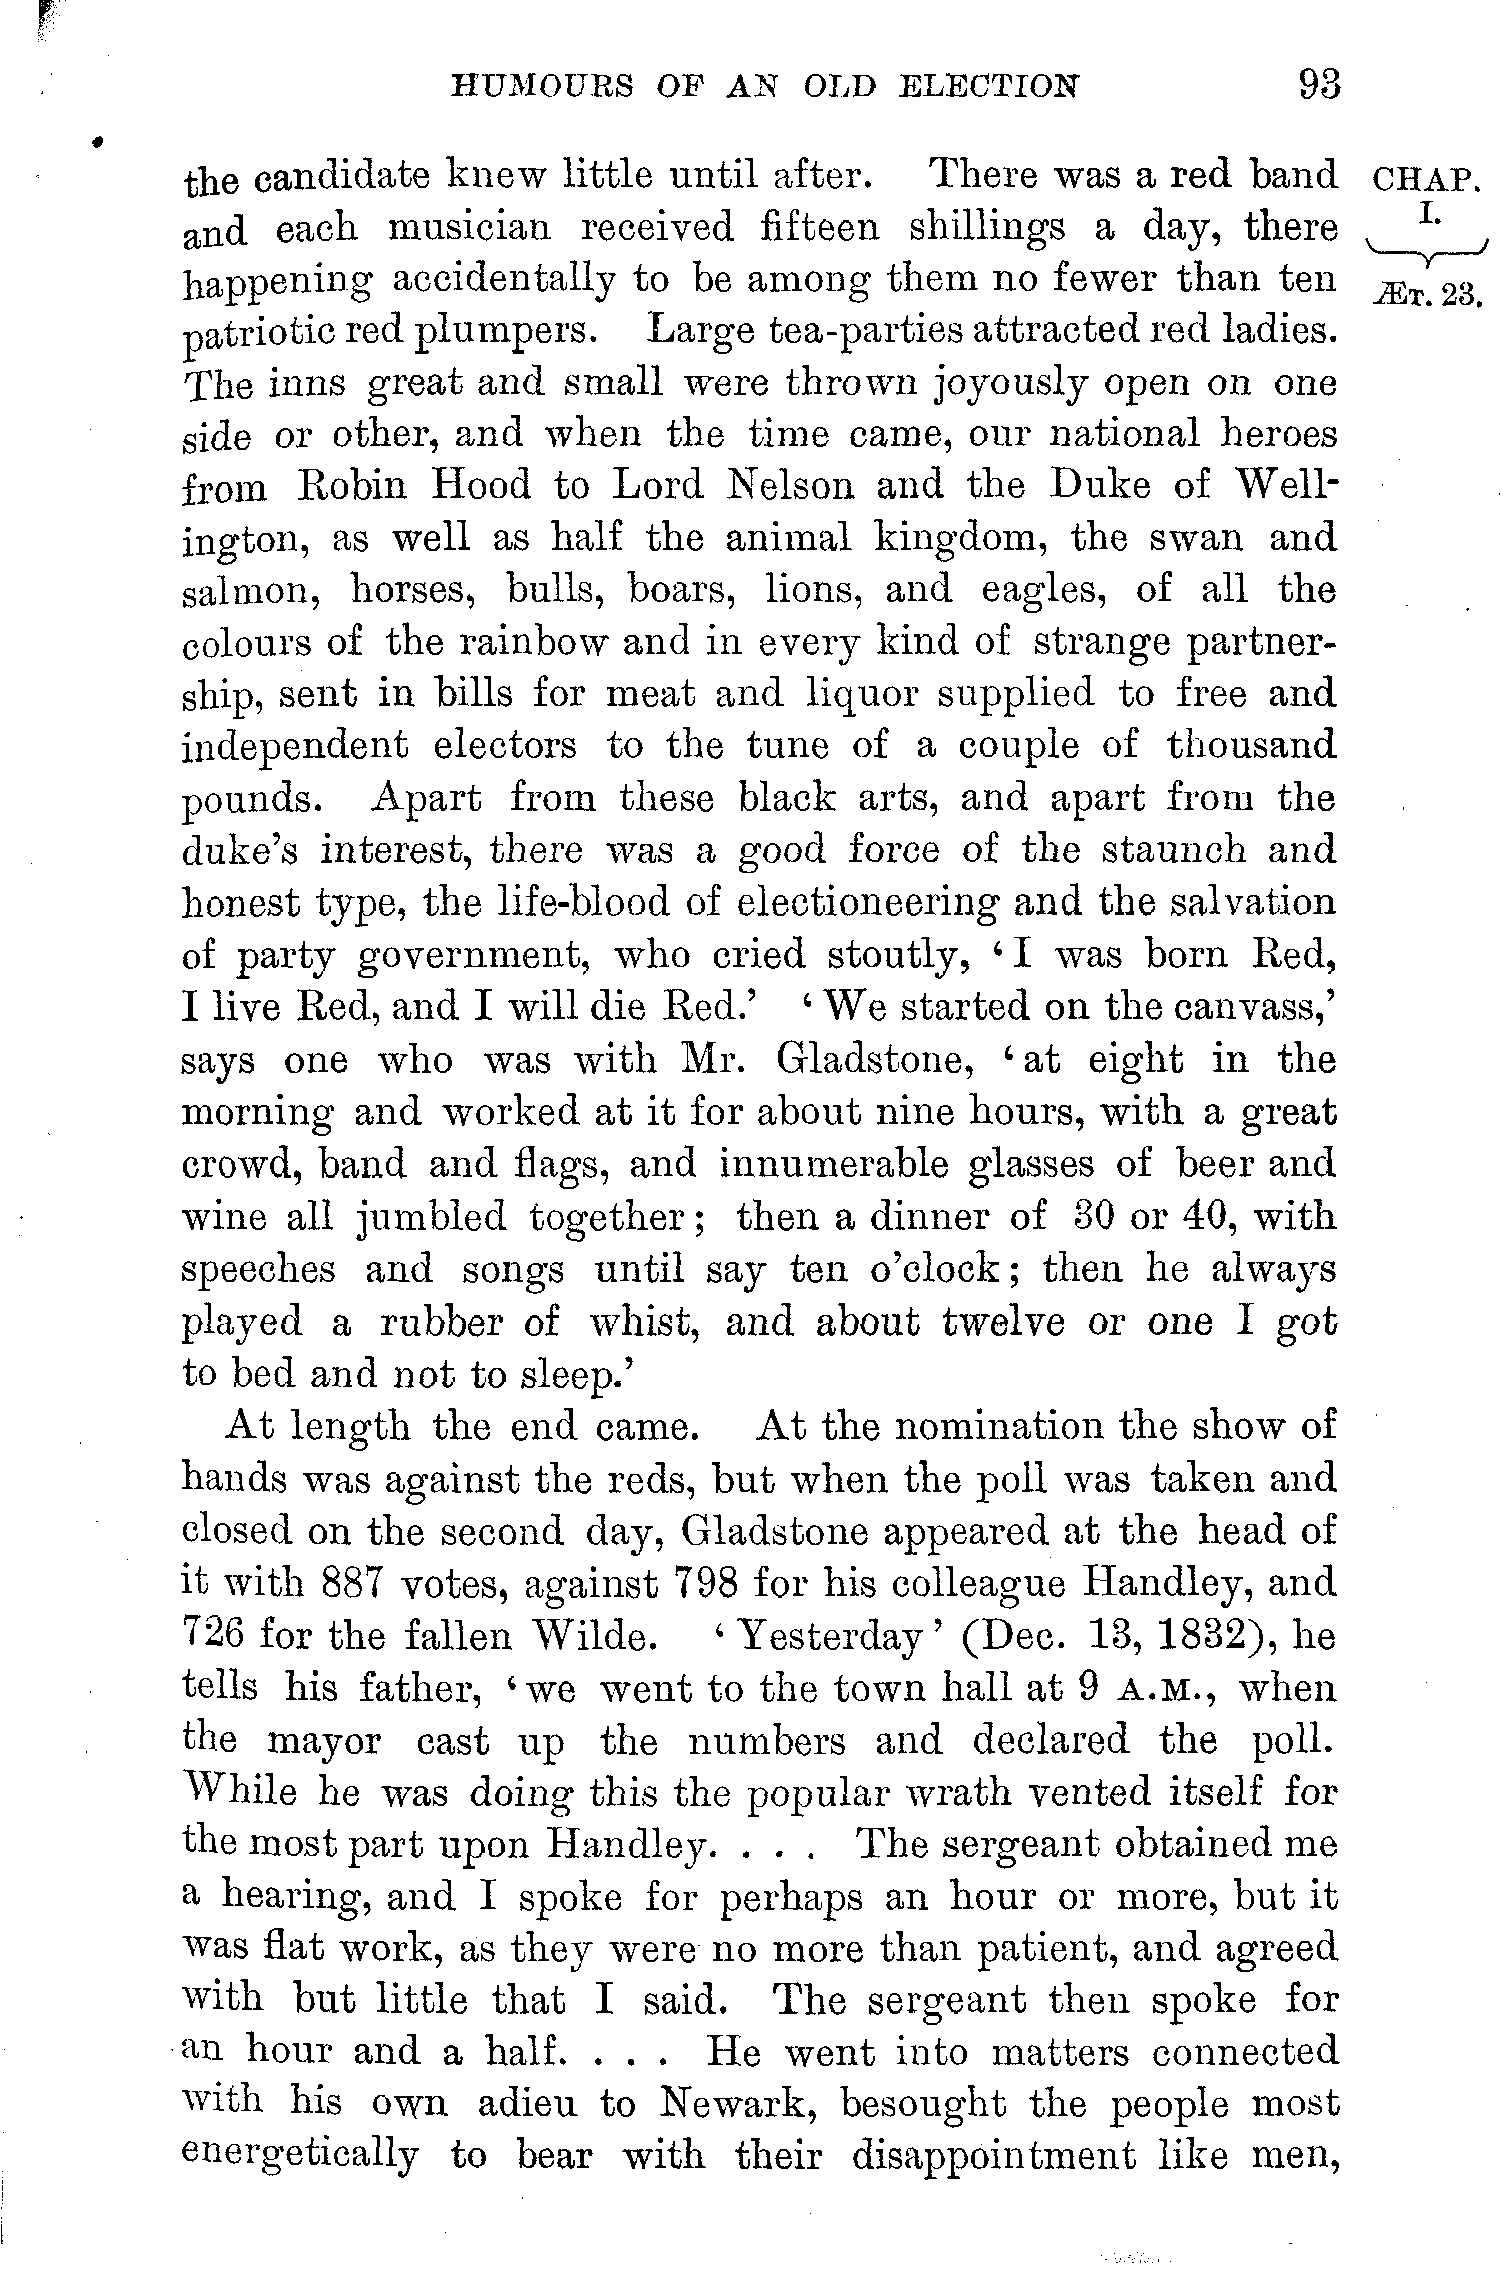 HUMOURS OF AN OLD ELECTION 93
the candidate knew little until after. There was a red band
and each musician received fifteen shillings a day, there
happening accidentally to be among them no fewer than ten
patriotic red plumpers. Large tea-parties attracted red ladies.
The inns great and small were thrown joyously open on one
side or other, and when the time came, our national heroes
from Robin Hood to Lord Nelson and the Duke of Well-
ington, as well as half the animal kingdom, the swan and
salmon, horses, bulls, boars, lions, and eagles, of all the
colours of the rainbow and in every kind of strange partner-
ship, sent in bills for meat and liquor supplied to free and
independent electors to the tune of a couple of thousand
pounds. Apart from these black arts, and apart from the
duke's interest, there was a good force of the staunch and
honest type, the life-blood of electioneering and the salvation
of party government, who cried stoutly, ‘I was born Red,
I live Red, and I will die Red.’ ‘We started on the canvass,’
says one who was with Mr. Gladstone, ‘at eight in the
morning and worked at it for about nine hours, with a great
crowd, band and flags, and innumerable glasses of beer and
wine all jumbled together; then a dinner of 30 or 40, with
speeches and songs until say ten o'clock; then he always
played a rubber of whist, and about twelve or one I got
to bed and not to sleep.’
At length the end came. At the nomination the show of
hands was against the reds, but when the poll was taken and
closed on the second day, Gladstone appeared at the head of
it with 887 votes, against 798 for his colleague Handley, and
726 for the fallen Wilde. ‘Yesterday’ (Dec. 13, 1832), he
tells his father, ‘we went to the town hall at 9 A.M., when
the mayor cast up the numbers and declared the poll.
While he was doing this the popular wrath vented itself for
the most part upon Handley. . . . The sergeant obtained me
a hearing, and I spoke for perhaps an hour or more, but it
was flat work, as they were no more than patient, and agreed
with but little that I said. The sergeant then spoke for
an hour and a half. . . . He went into matters connected
with his own adieu to Newark, besought the people most
energetically to bear with their disappointment like men,
CHAP.
I.
ÆT. 23.